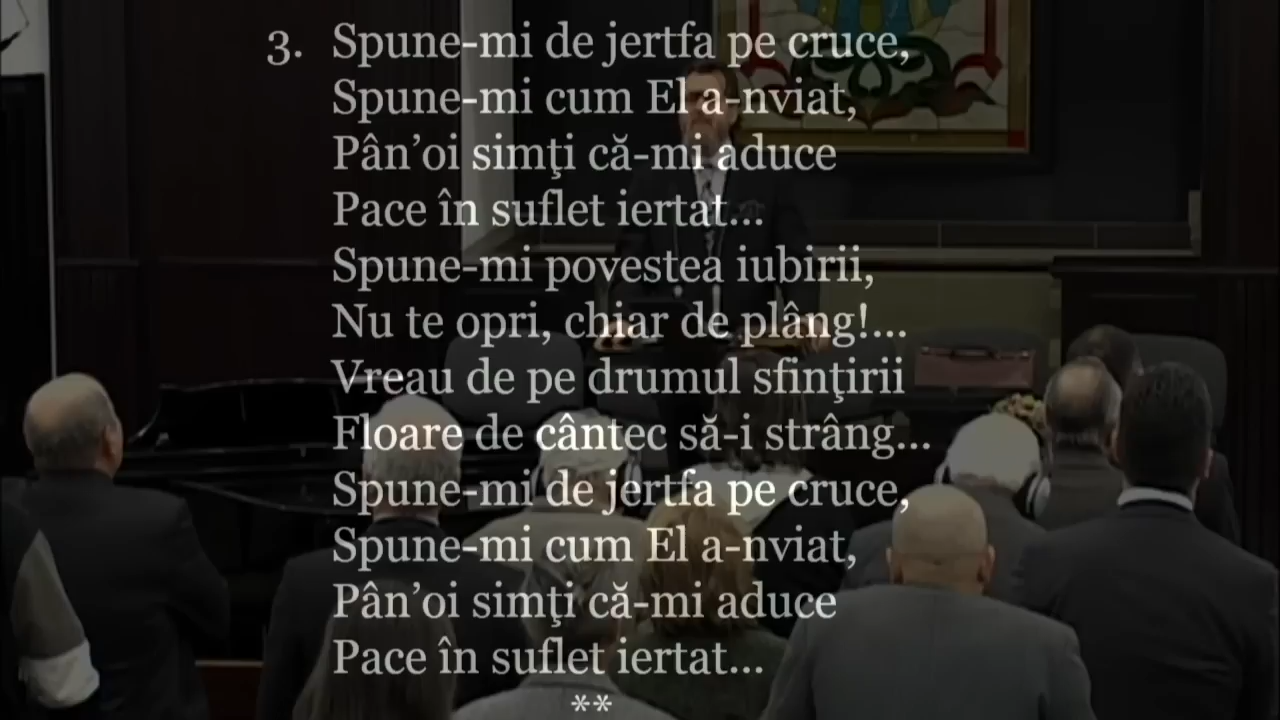 3. Spune-mi de jertfa pe cruce,
Spune-mi cum El a-nviat,
Pân’oi simţi că-mi aduce
Pace în suflet iertat...
Spune-mi povestea iubirii,
Nu te opri, chiar de plâng!...
Vreau de pe drumul sfinţirii
Floare de cântec să-i strâng...
Spune-mi de jertfa pe cruce,
Spune-mi cum El a-nviat,
Pân’oi simţi că-mi aduce
Pace în suflet iertat...
**